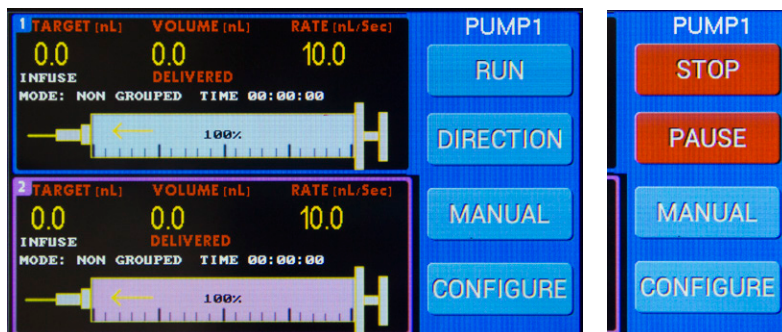 1 TARGET [nL] VOLUME [nL] RATE [nL/Sec]
0.0 0.0 10.0
INFUSE DELIVERED
MODE: NON GROUPED TIME 00:00:00
100%
2 TARGET [nL] VOLUME [nL] RATE [nL/Sec]
0.0 0.0 10.0
INFUSE DELIVERED
MODE: NON GROUPED TIME 00:00:00
100%
PUMP1
RUN
DIRECTION
MANUAL
CONFIGURE
PUMP1
STOP
PAUSE
MANUAL
CONFIGURE